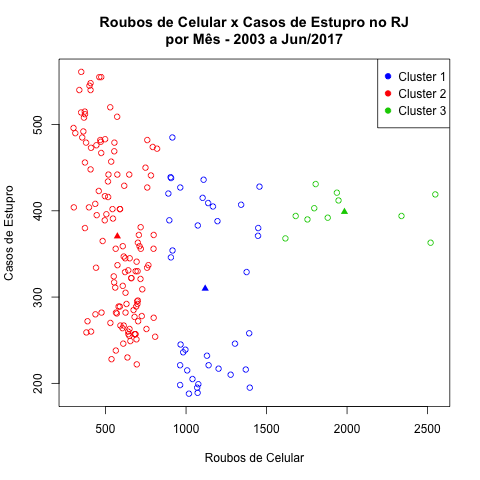 Roubos de Celular x Casos de Estupro no RJ
por Mês - 2003 a Jun/2017
Cluster 1
Cluster 2
Cluster 3
Casos de Estupro
500
400
300
200
500 1000 1500 2000 2500
Roubos de Celular